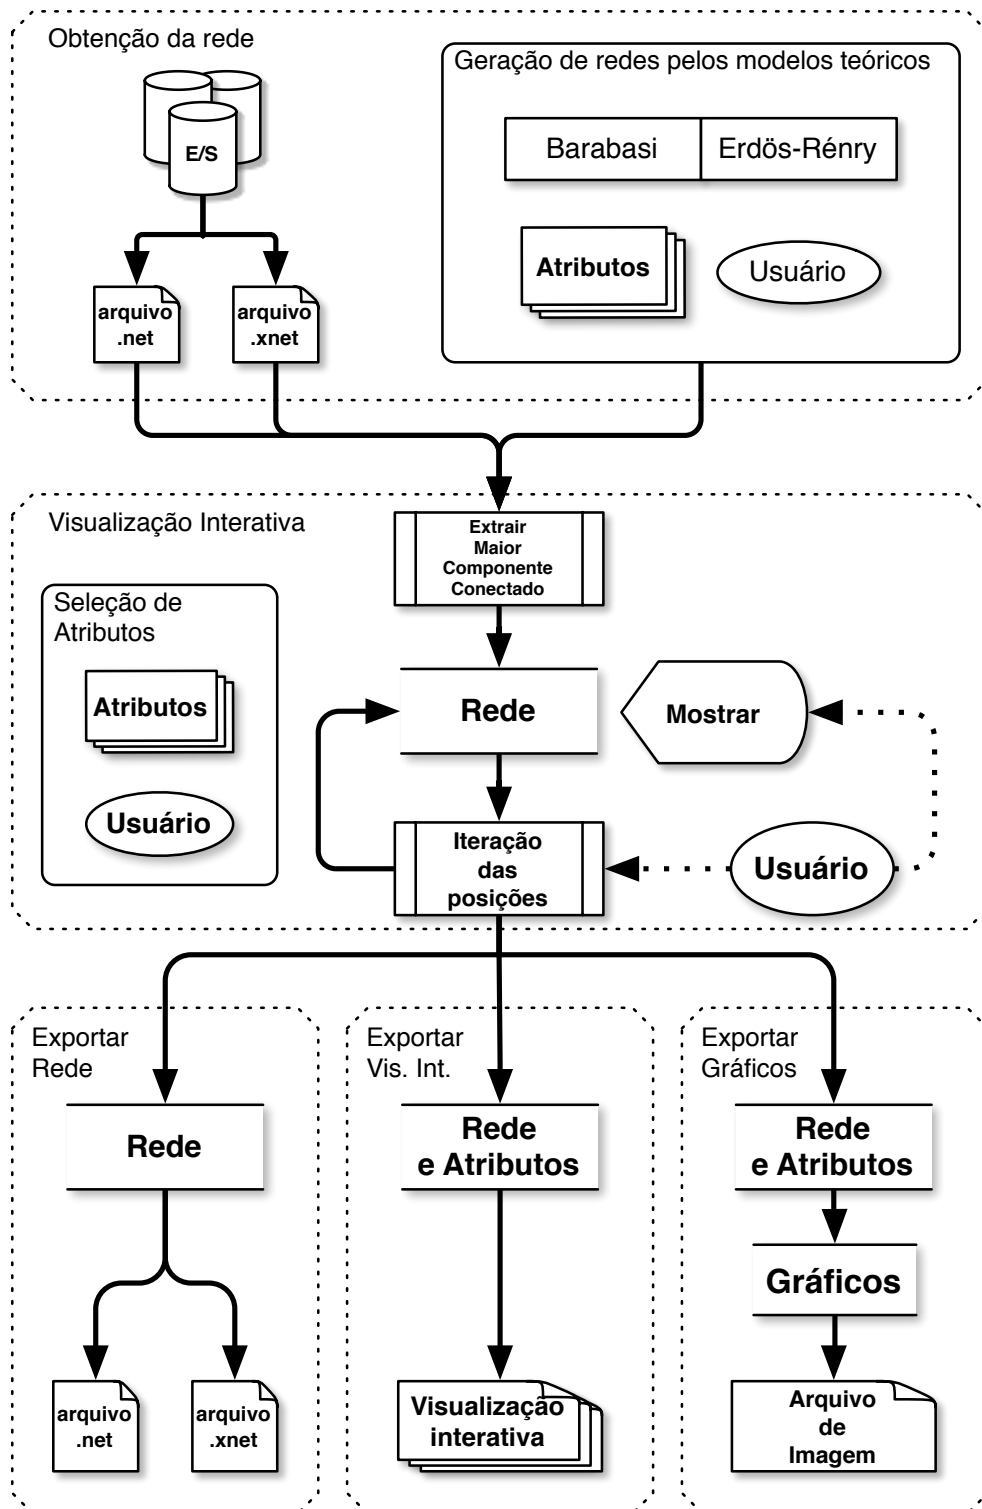 Obtenção da rede
Geração de redes pelos modelos teóricos
E/S
Barabasi
Erdös-Rénry
Atributos
Usuário
arquivo
.net
arquivo
.xnet
Visualização Interativa
Extrair
Maior
Componente
Conectado
Seleção de
Atributos
Atributos
Usuário
Rede
Mostrar
Iteração
das
posições
Usuário
Exportar
Rede
Rede
arquivo
.net
arquivo
.xnet
Exportar
Vis. Int.
Rede
e Atributos
Visualização
interativa
Exportar
Gráficos
Rede
e Atributos
Gráficos
Arquivo
de
Imagem